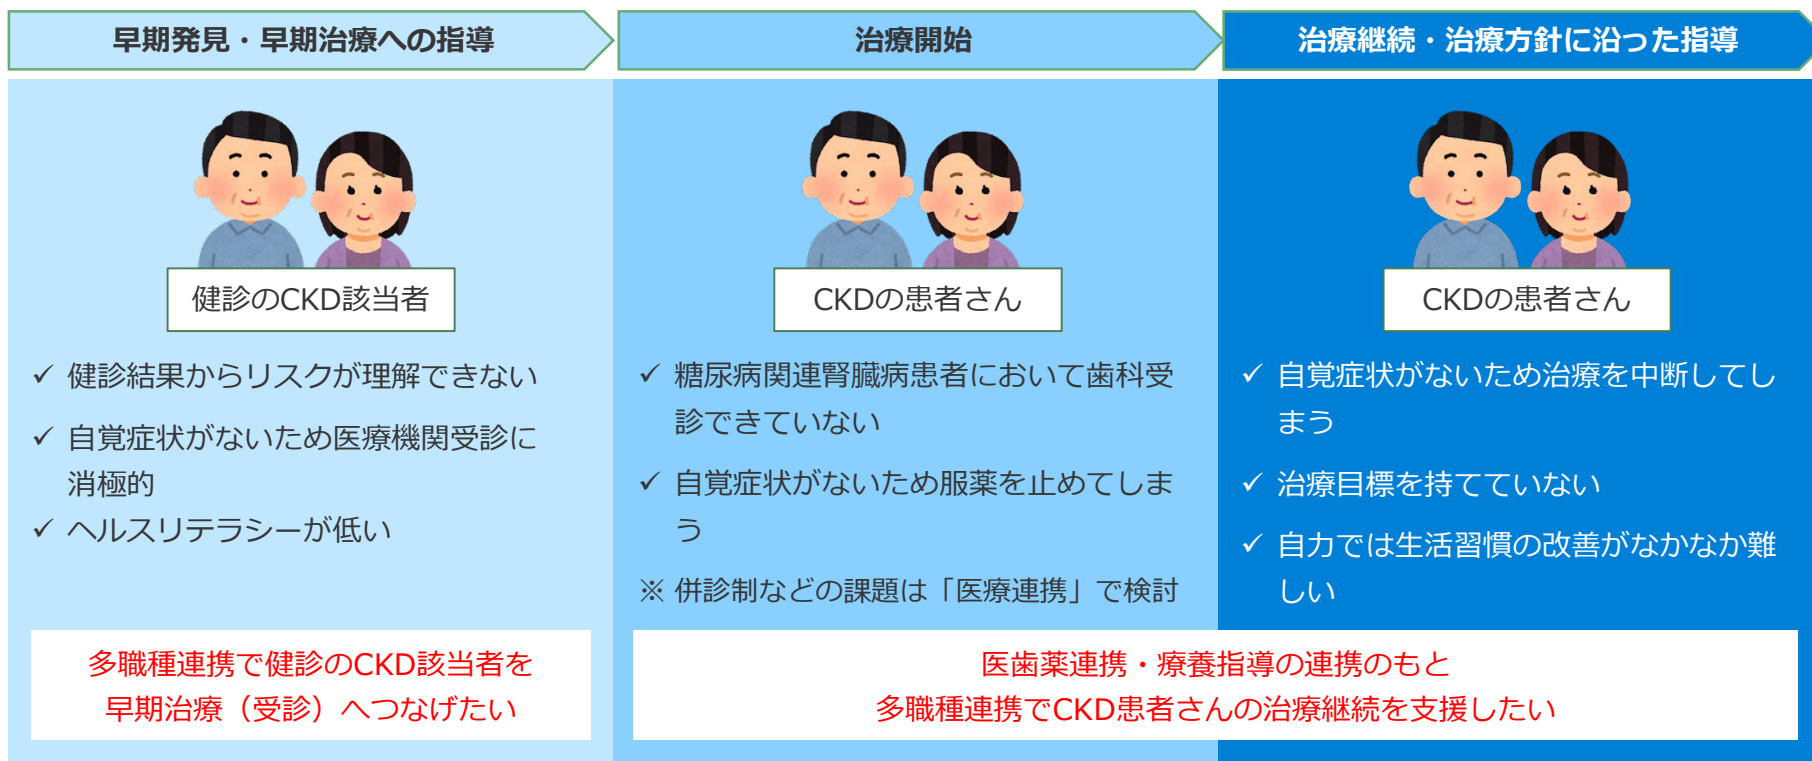 早期発見・早期治療への指導
治療開始
治療継続・治療方針に沿った指導
健診のCKD該当者
✓ 健診結果からリスクが理解できない
✓ 自覚症状がないため医療機関受診に
消極的
✓ ヘルスリテラシーが低い
多職種連携で健診のCKD該当者を
早期治療（受診）へつなげたい
CKDの患者さん
✓ 糖尿病関連腎臓病患者において歯科受
診できていない
✓ 自覚症状がないため服薬を止めてしま
う
※ 併診制などの課題は「医療連携」で検討
CKDの患者さん
✓ 自覚症状がないため治療を中断してし
まう
✓ 治療目標を持てていない
✓ 自力では生活習慣の改善がなかなか難
しい
医歯薬連携・療養指導の連携のもと
多職種連携でCKD患者さんの治療継続を支援したい